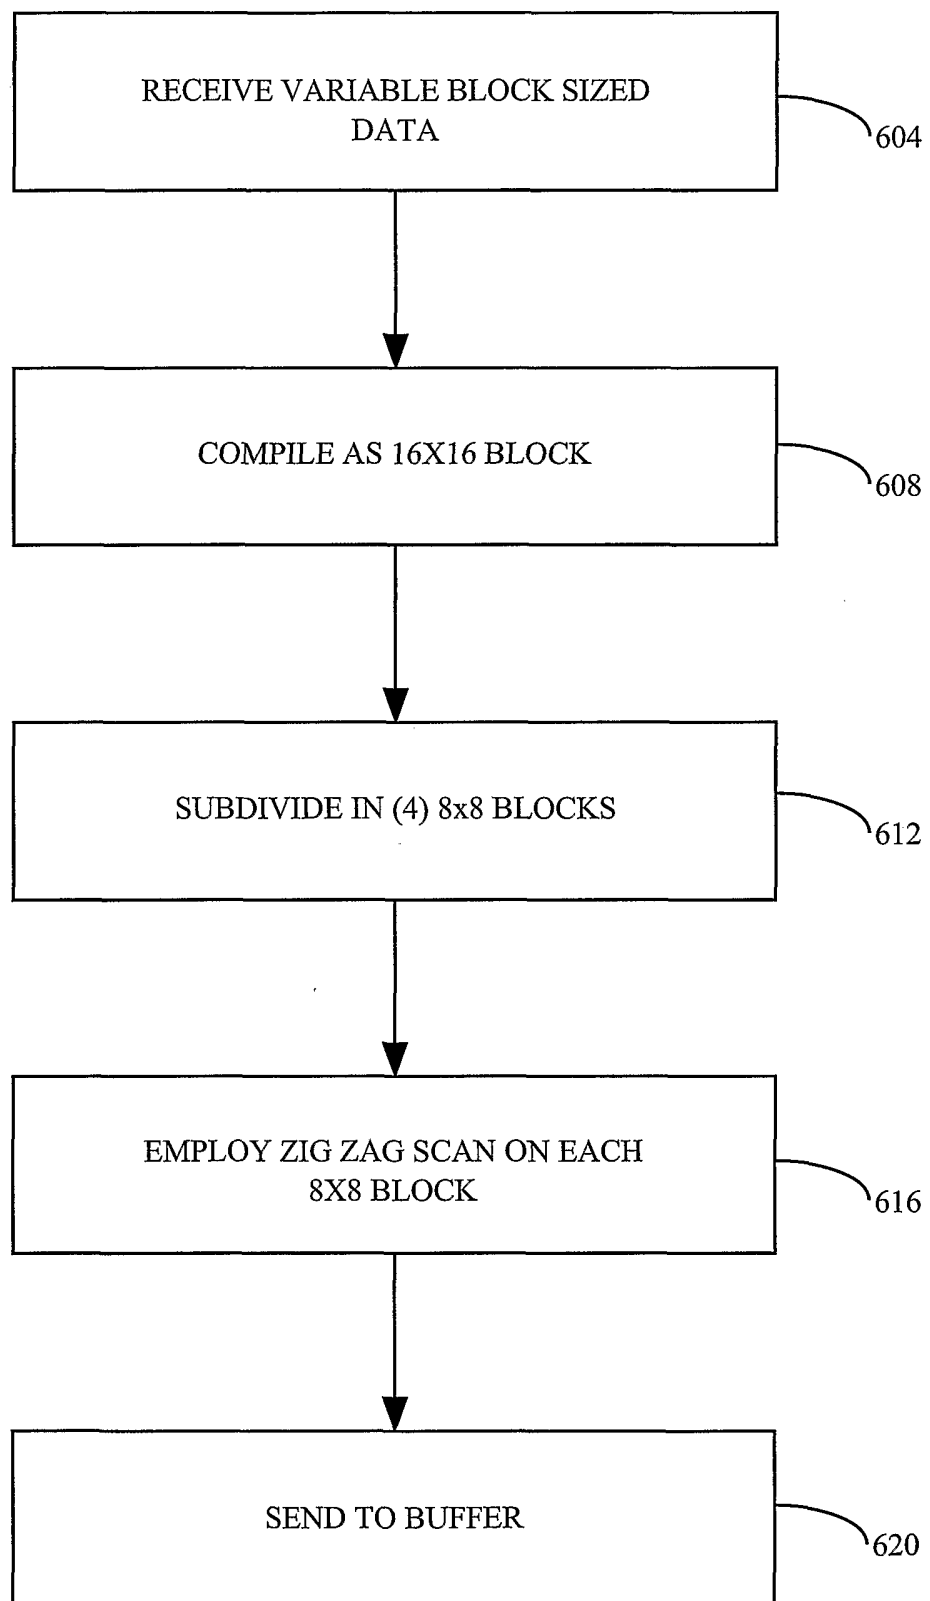 RECEIVE VARIABLE BLOCK SIZED
DATA
604
COMPILE AS 16X16 BLOCK
608
SUBDIVIDE IN (4) 8x8 BLOCKS
612
EMPLOY ZIG ZAG SCAN ON EACH
8X8 BLOCK
616
SEND TO BUFFER
620